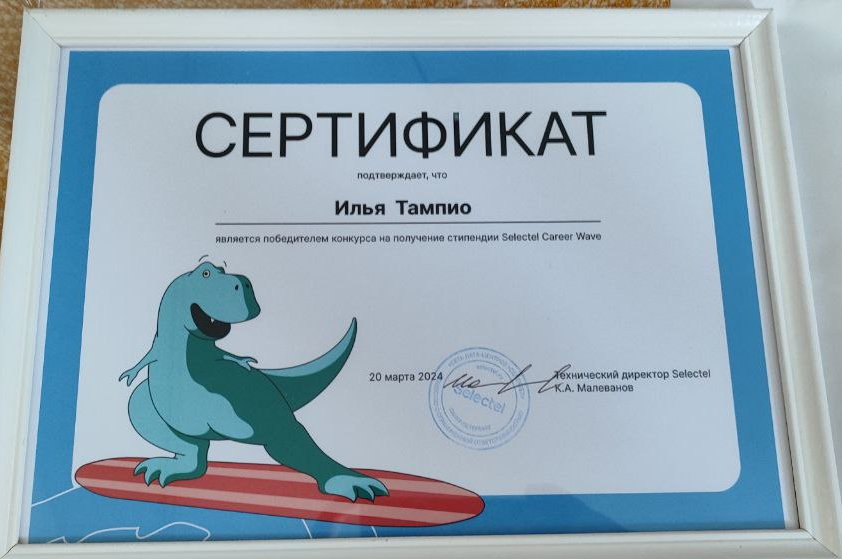 СЕРТИФИКАТ
подтверждает, что
Илья Тампио
является победителем конкурса на получение стипендии Selectel Career Wave
20 марта 2024
Технический директор Selectel
К.А. Малеванов
Selectel